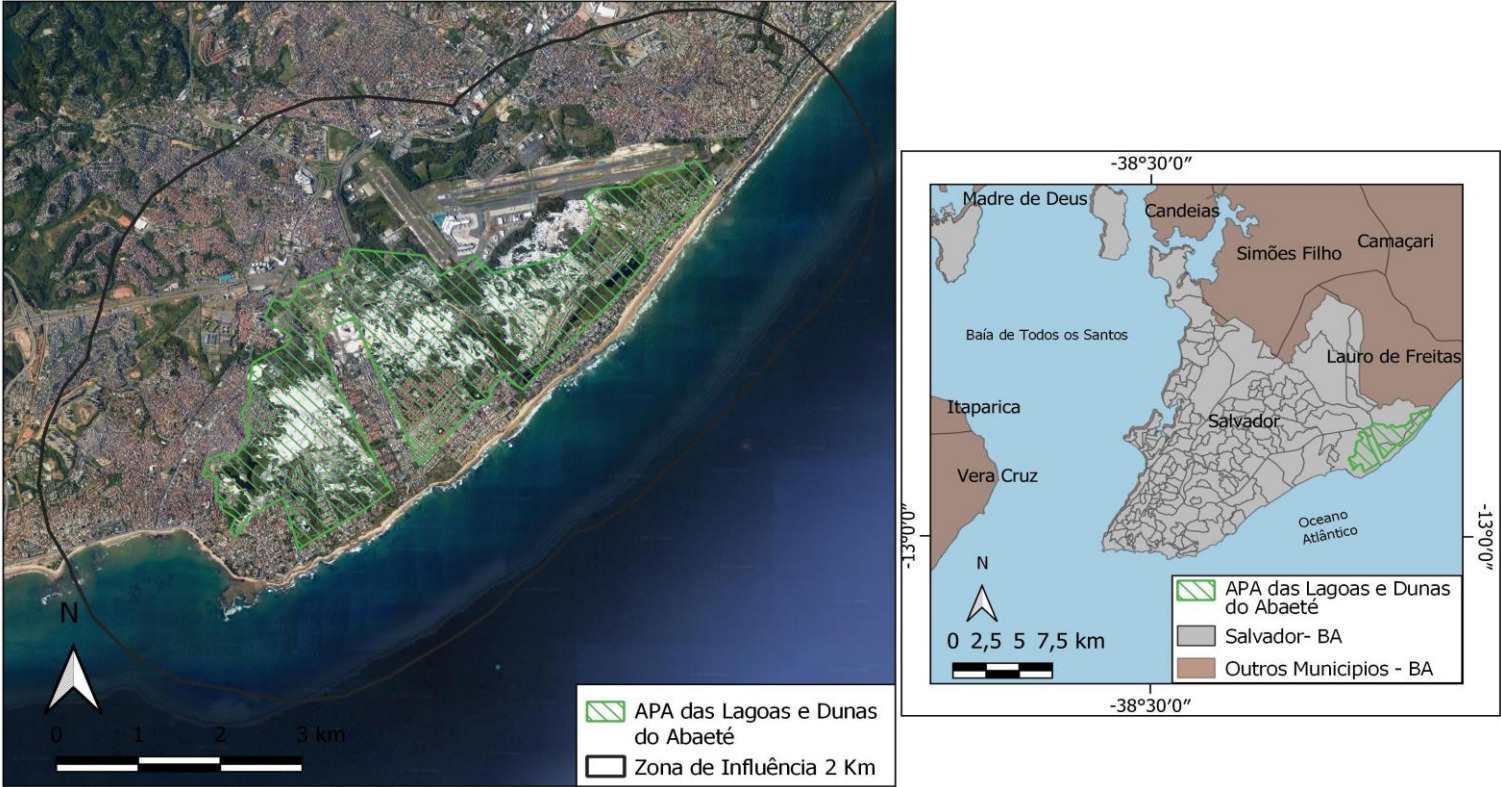 N
0 1 2 3 km
APA das Lagoas e Dunas
do Abaeté
Zona de Influência 2 Km
-38°30'0"
Madre de Deus
Candeias
Simões Filho
Camaçari
Baía de Todos os Santos
Lauro de Freitas
Itaparica
Salvador
Vera Cruz
Oceano
Atlântico
-13°0'0"
-13°0'0"
N
0 2,5 5 7,5 km
APA das Lagoas e Dunas
do Abaeté
Salvador- BA
Outros Municipios - BA
-38°30'0"